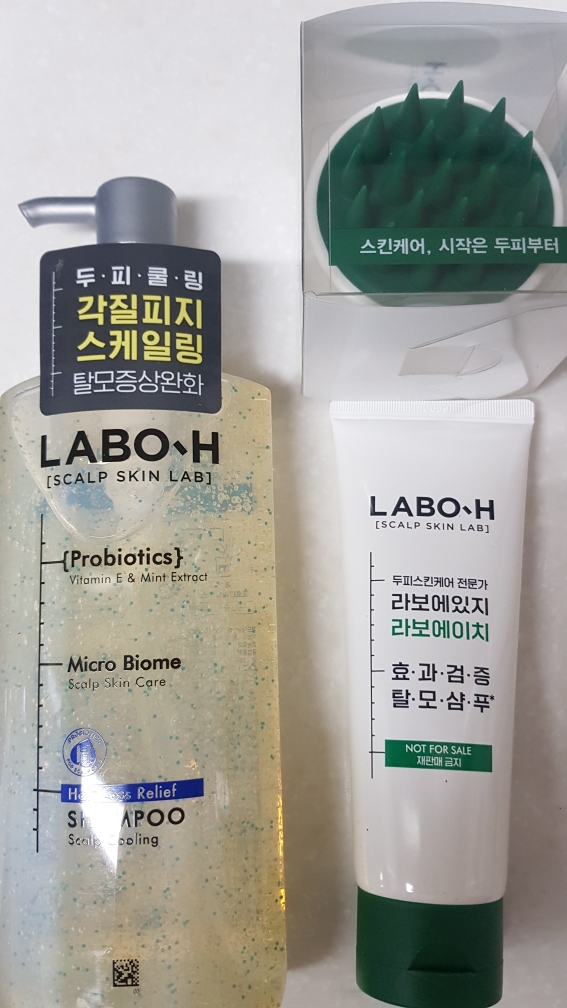 스킨케어, 시작은 두피부터
두·피·쿨·링
각질피지
스케일링
탈모증상완화
LABO-H
[SCALP SKIN LAB]
{Probiotics}
Vitamin E & Mint Extract
Micro Biome
Scalp Skin Care
Relief
SHAMPOO
Scalp Cooling
LABO-H
[SCALP SKIN LAB]
두피스킨케어 전문가
라보에있지
라보에이치
효·과·검·증
탈·모·샴·푸*
NOT FOR SALE
재판매 금지